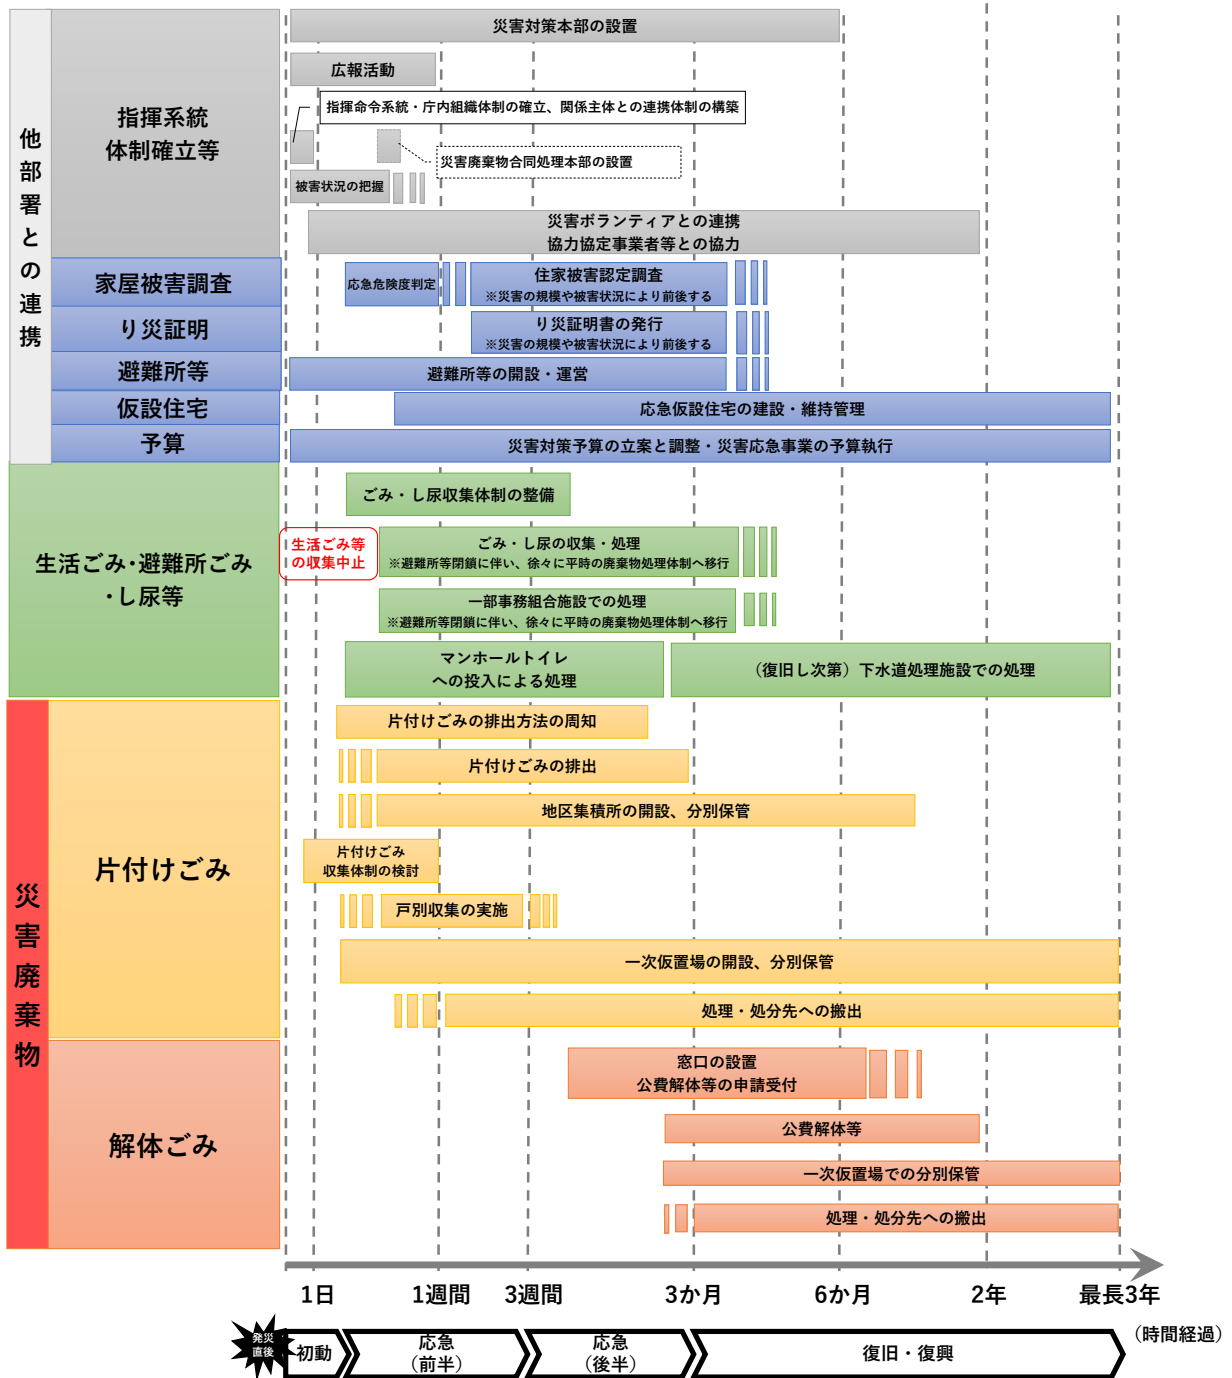 他部署との連携
指揮系統
体制確立等
災害対策本部の設置
広報活動
指揮命令系統・庁内組織体制の確立、関係主体との連携体制の構築
災害廃棄物合同処理本部の設置
被害状況の把握
災害ボランティアとの連携
協力協定事業者等との協力
家屋被害調査
応急危険度判定
住家被害認定調査
※災害の規模や被害状況により前後する
り災証明
り災証明書の発行
※災害の規模や被害状況により前後する
避難所等
避難所等の開設・運営
仮設住宅
応急仮設住宅の建設・維持管理
予算
災害対策予算の立案と調整・災害応急事業の予算執行
生活ごみ・避難所ごみ
・し尿等
ごみ・し尿収集体制の整備
生活ごみ等
の収集中止
ごみ・し尿の収集・処理
※避難所等閉鎖に伴い、徐々に平時の廃棄物処理体制へ移行
一部事務組合施設での処理
※避難所等閉鎖に伴い、徐々に平時の廃棄物処理体制へ移行
マンホールトイレ
への投入による処理
（復旧し次第）下水道処理施設での処理
災害廃棄物
片付けごみ
片付けごみの排出方法の周知
片付けごみの排出
地区集積所の開設、分別保管
片付けごみ
収集体制の検討
戸別収集の実施
一次仮置場の開設、分別保管
処理・処分先への搬出
解体ごみ
窓口の設置
公費解体等の申請受付
公費解体等
一次仮置場での分別保管
処理・処分先への搬出
1日
1週間
3週間
3か月
6か月
2年
最長3年
（時間経過）
発災
直後
初動
応急
（前半）
応急
（後半）
復旧・復興